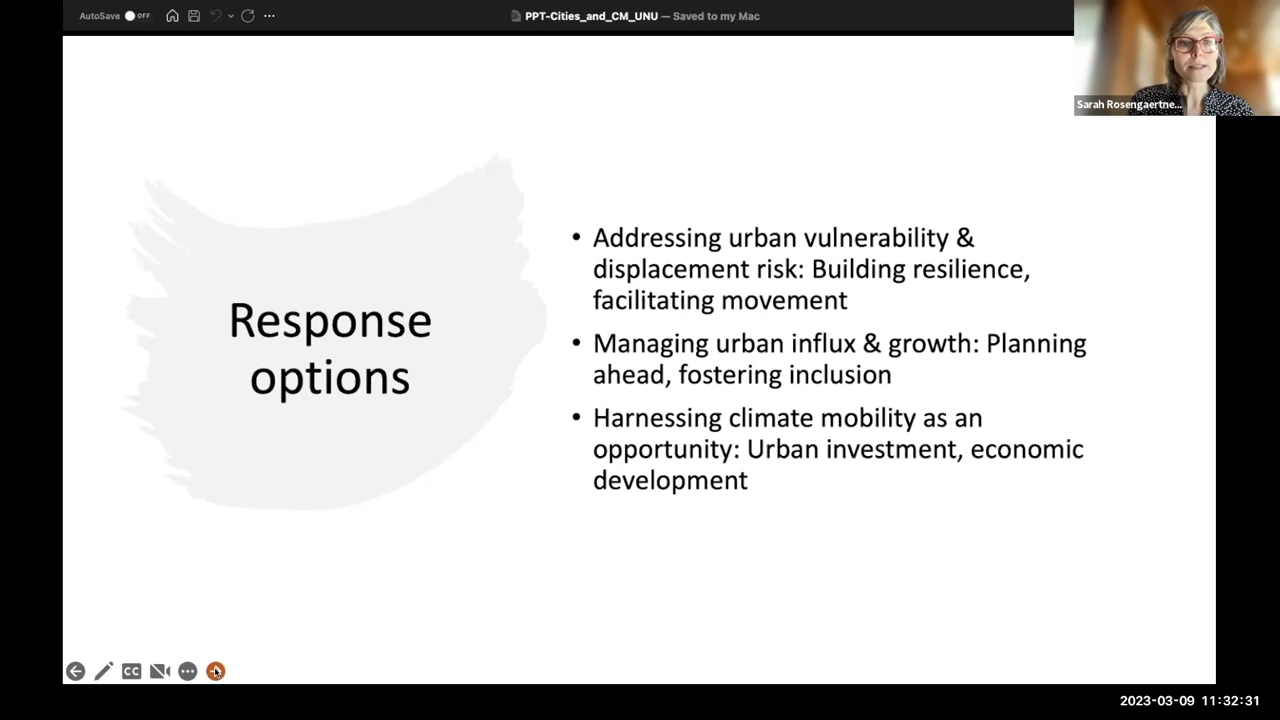 AutoSave OFF
PPT-Cities_and_CM_UNU — Saved to my Mac
Sarah Rosengaertne...
Response
options
• Addressing urban vulnerability &
displacement risk: Building resilience,
facilitating movement
• Managing urban influx & growth: Planning
ahead, fostering inclusion
• Harnessing climate mobility as an
opportunity: Urban investment, economic
development
CC
2023-03-09 11:32:31